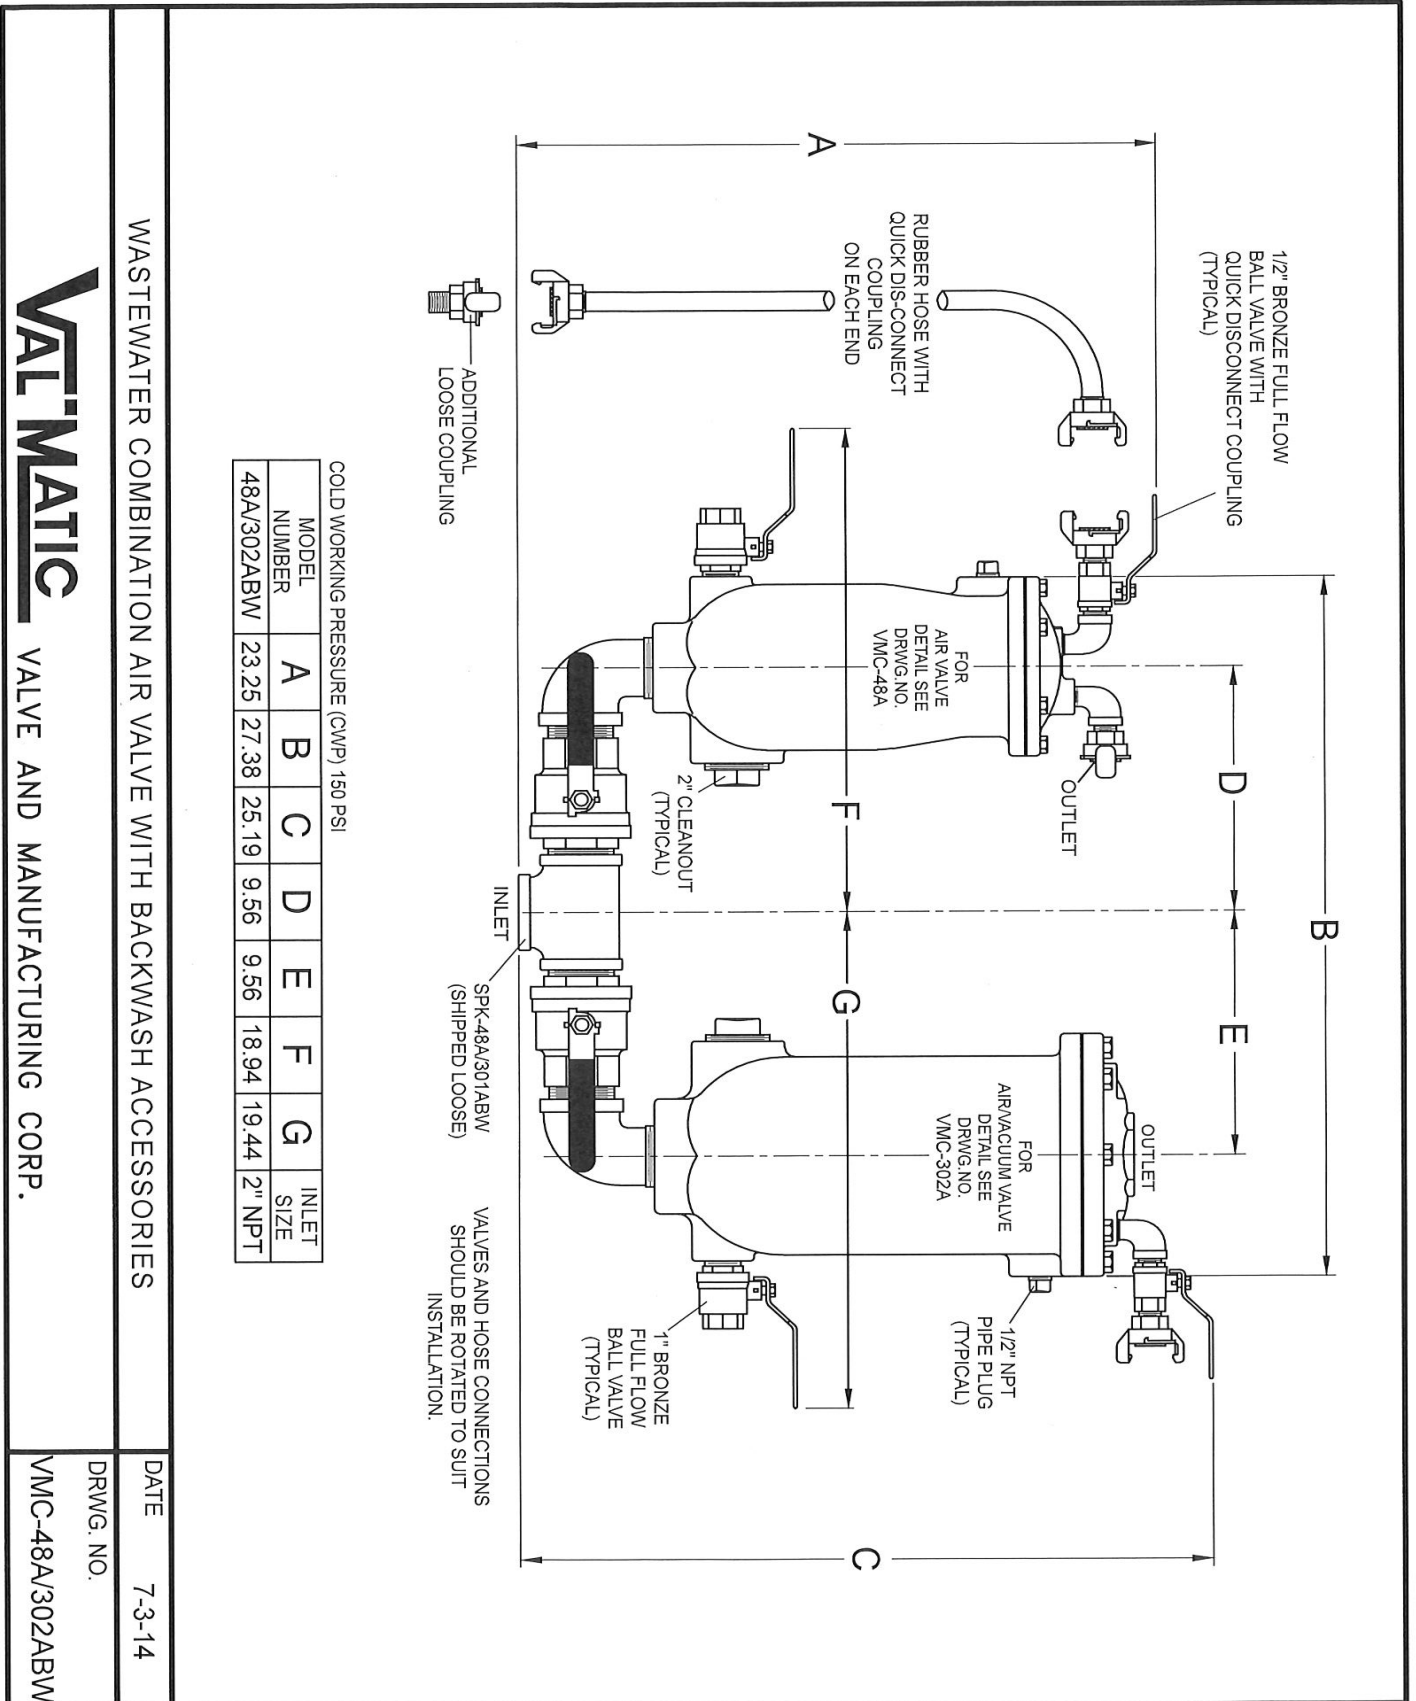 1/2" BRONZE FULL FLOW
BALL VALVE WITH
QUICK DISCONNECT COUPLING
(TYPICAL)
B
D
E
A
C
OUTLET
OUTLET
RUBBER HOSE WITH
QUICK DIS-CONNECT
COUPLING
ON EACH END
FOR
AIR VALVE
DETAIL SEE
DRWG.NO.
VMC-48A
FOR
AIR/VACUUM VALVE
DETAIL SEE
DRWG.NO.
VMC-302A
1/2" NPT
PIPE PLUG
(TYPICAL)
F
G
2" CLEANOUT
(TYPICAL)
1" BRONZE
FULL FLOW
BALL VALVE
(TYPICAL)
INLET
ADDITIONAL
LOOSE COUPLING
SPK-48A/301ABW
(SHIPPED LOOSE)
VALVES AND HOSE CONNECTIONS
SHOULD BE ROTATED TO SUIT
INSTALLATION.
COLD WORKING PRESSURE (CWP) 150 PSI
MODEL NUMBER A B C D E F G INLET SIZE
48A/302ABW 23.25 27.38 25.19 9.56 9.56 18.94 19.44 2" NPT
WASTEWATER COMBINATION AIR VALVE WITH BACKWASH ACCESSORIES
DATE 7-3-14
VAL MATIC VALVE AND MANUFACTURING CORP.
DRWG. NO.
VMC-48A/302ABW